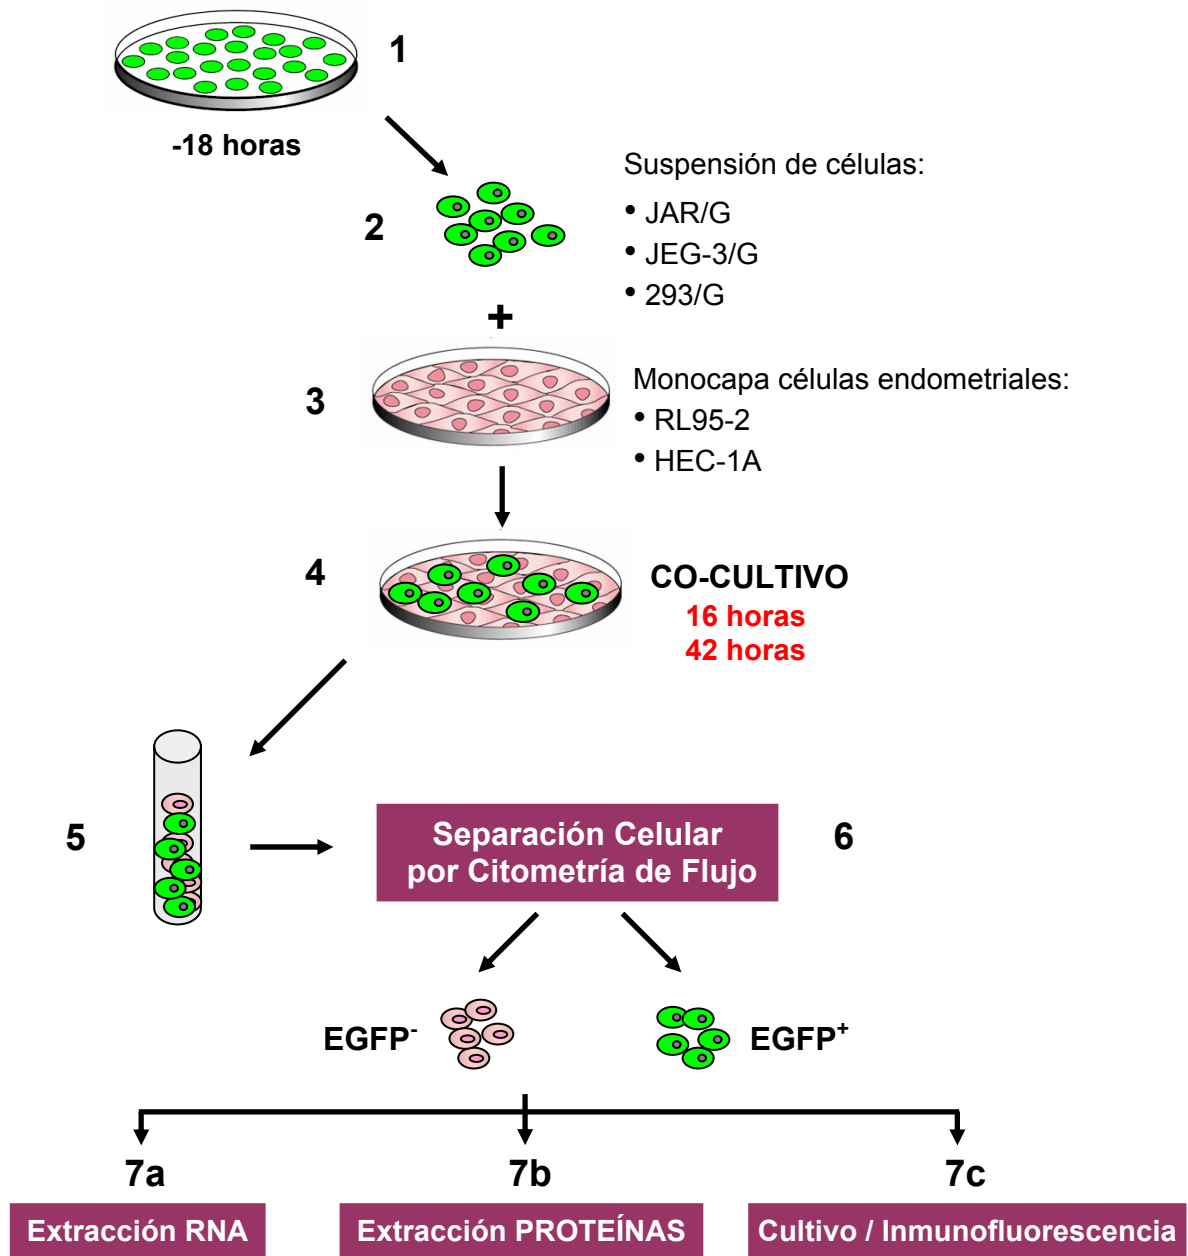 1
-18 horas
2
Suspensión de células:
• JAR/G
• JEG-3/G
• 293/G
+
3
Monocapa células endometriales:
• RL95-2
• HEC-1A
4
CO-CULTIVO
16 horas
42 horas
5
Separación Celular
por Citometría de Flujo
6
EGFP⁻
EGFP⁺
7a
7b
7c
Extracción RNA
Extracción PROTEÍNAS
Cultivo / Inmunofluorescencia